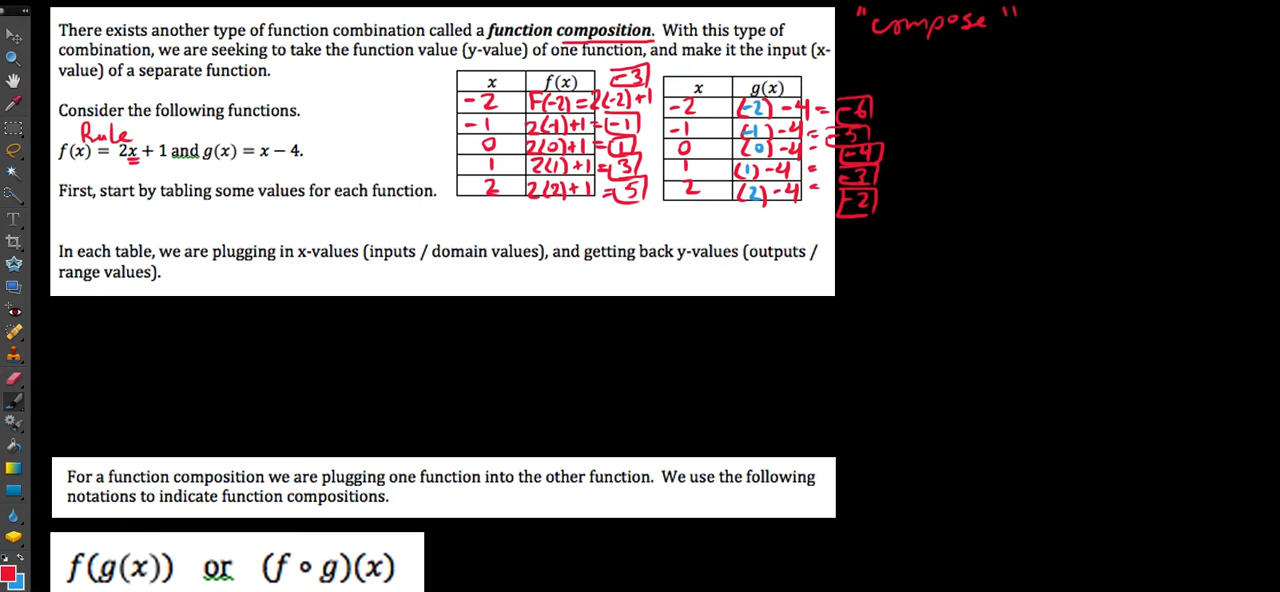 "compose"
There exists another type of function combination called a function composition. With this type of
combination, we are seeking to take the function value (y-value) of one function, and make it the input (x-
value) of a separate function.
Consider the following functions.
Rule
f(x) = 2x + 1 and g(x) = x − 4.
First, start by tabling some values for each function.
x f(x) -3
-2 F(-2) = 2(-2)+1
-1 2(-1)+1 = -1
0 2(0)+1 = 1
1 2(1)+1 = 3
2 2(2)+1 = 5
x g(x)
-2 (-2) -4 = -6
-1 (-1) -4 = -5
0 (0) -4 = -4
1 (1) -4 = -3
2 (2) -4 = -2
In each table, we are plugging in x-values (inputs / domain values), and getting back y-values (outputs /
range values).
For a function composition we are plugging one function into the other function. We use the following
notations to indicate function compositions.
f(g(x)) or (f ∘ g)(x)